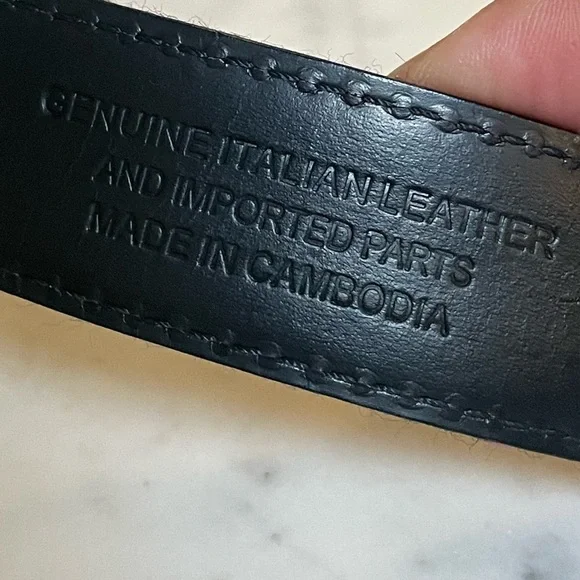 GENUINE ITALIAN LEATHER
AND IMPORTED PARTS
MADE IN CAMBODIA